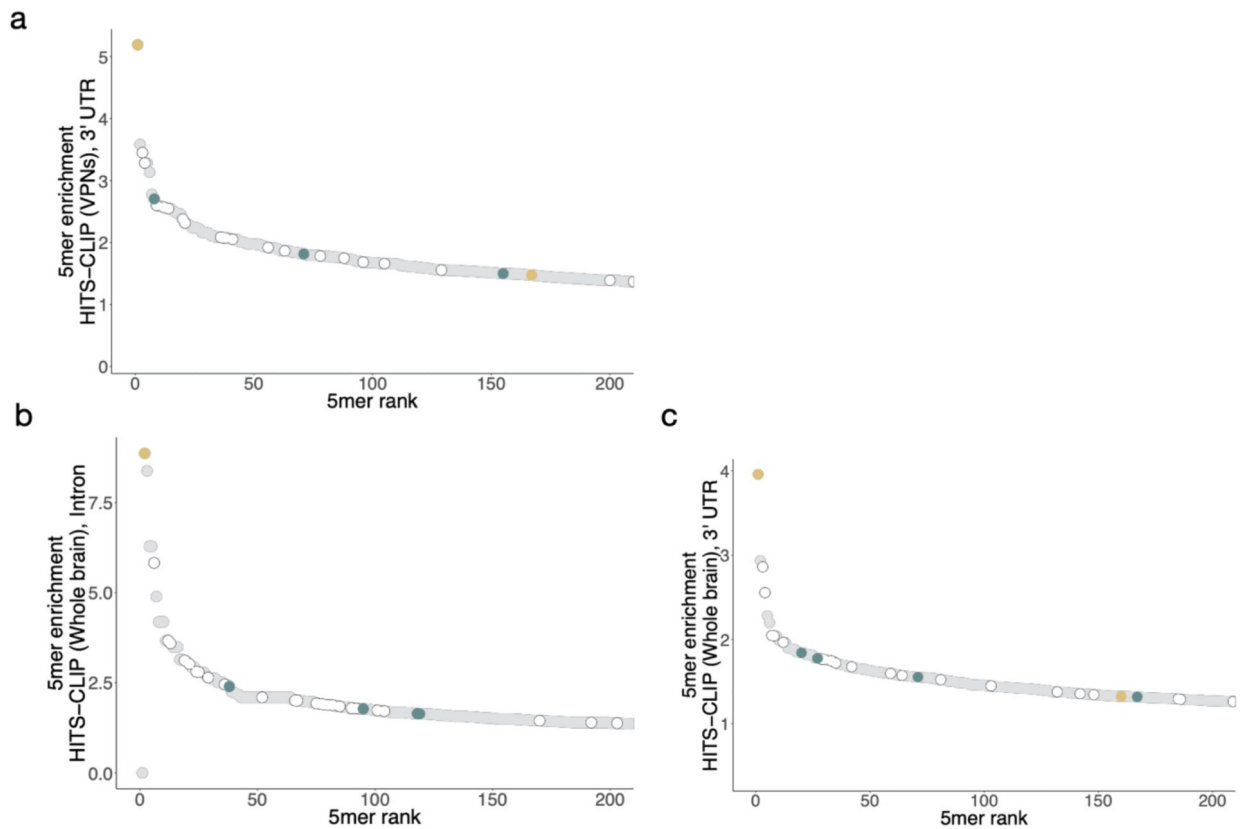 a
5mer enrichment
HITS-CLIP (VPNs), 3' UTR
5
4
3
2
1
0
0 50 100 150 200
5mer rank
b
5mer enrichment
HITS-CLIP (Whole brain), Intron
7.5
5.0
2.5
0.0
0 50 100 150 200
5mer rank
c
5mer enrichment
HITS-CLIP (Whole brain), 3' UTR
4
3
2
1
0 50 100 150 200
5mer rank